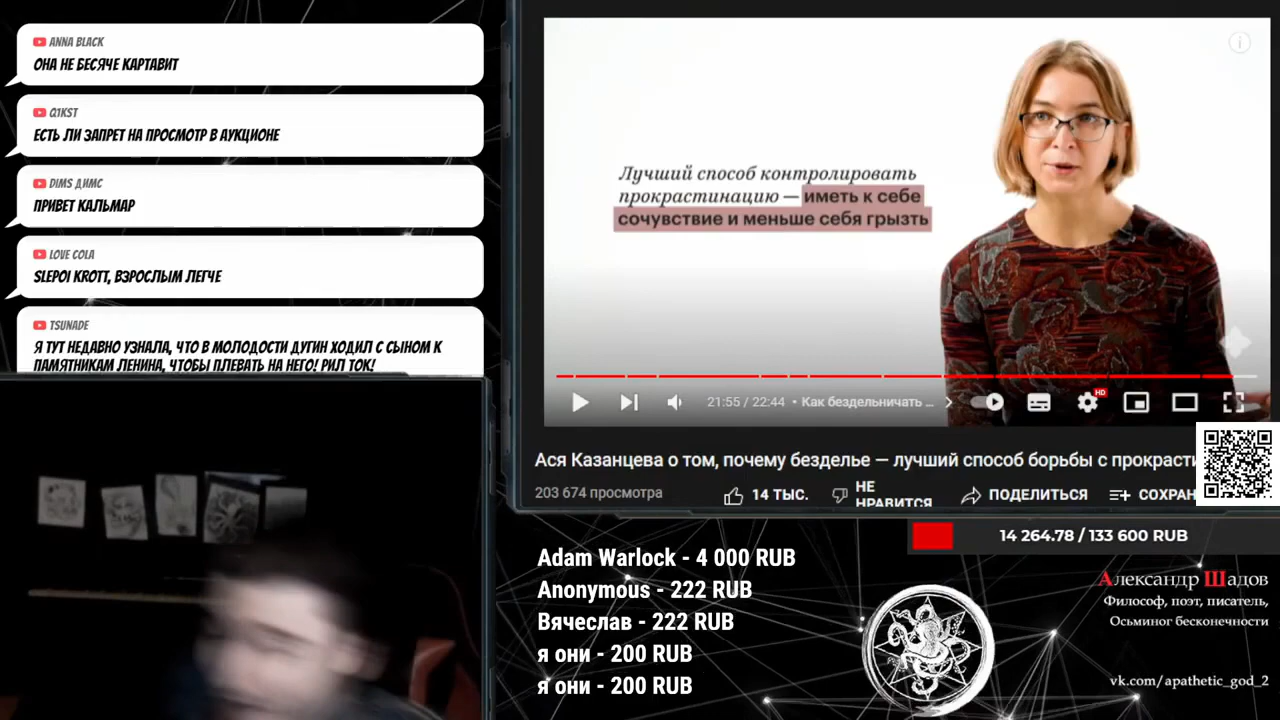 ANNA BLACK
ОНА НЕ БЕСЯЧЕ КАРТАВИТ
Q1KST
ЕСТЬ ЛИ ЗАПРЕТ НА ПРОСМОТР В АУКЦИОНЕ
DIMS ДИМС
ПРИВЕТ КАЛЬМАР
LOVE COLA
SLEPOI KROTT, ВЗРОСЛЫМ ЛЕГЧЕ
TSUNADE
Я ТУТ НЕДАВНО УЗНАЛА, ЧТО В МОЛОДОСТИ ДУГИН ХОДИЛ С СЫНОМ К
ПАМЯТНИКАМ ЛЕНИНА, ЧТОБЫ ПЛЕВАТЬ НА НЕГО! РИЛ ТОК!
Лучший способ контролировать
прокрастинацию — иметь к себе
сочувствие и меньше себя грызть
21:55 / 22:44 • Как бездельничать ...
HD
Ася Казанцева о том, почему безделье — лучший способ борьбы с прокрасти
203 674 просмотра
14 ТЫС.
НЕ
НРАВИТСЯ
ПОДЕЛИТЬСЯ
СОХРАН
14 264.78 / 133 600 RUB
Adam Warlock - 4 000 RUB
Anonymous - 222 RUB
Вячеслав - 222 RUB
я они - 200 RUB
я они - 200 RUB
Александр Шадов
Философ, поэт, писатель,
Осьминог бесконечности
vk.com/apathetic_god_2